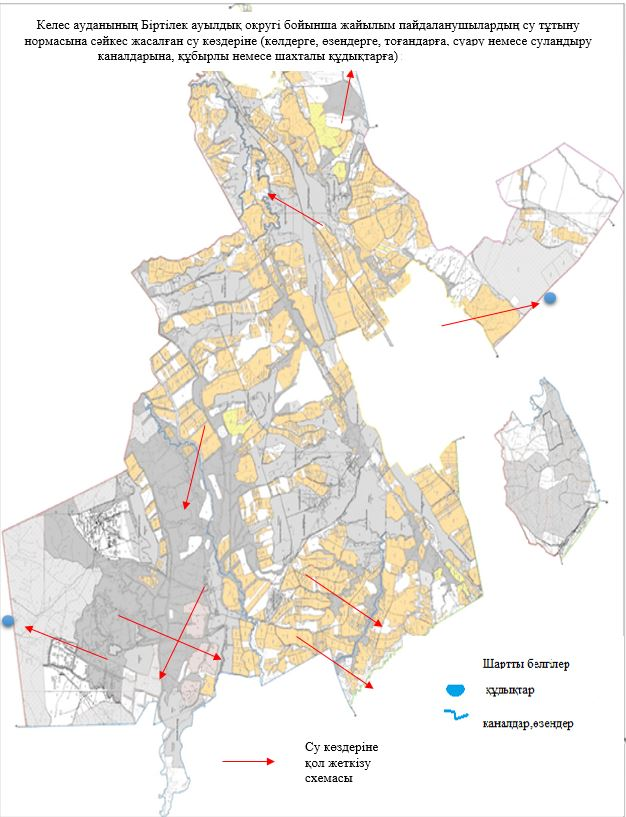 Келес ауданының Біртілек ауылдық округі бойынша жайылым пайдаланушылардың су тұтыну
нормасына сәйкес жасалған су көздеріне (көлдерге, өзендерге, тоғандарға, суару немесе суландыру
каналдарына, құбырлы немесе шахталы құдықтарға)
Шартты белгілер
құдықтар
каналдар,өзендер
Су көздеріне
қол жеткізу
схемасы